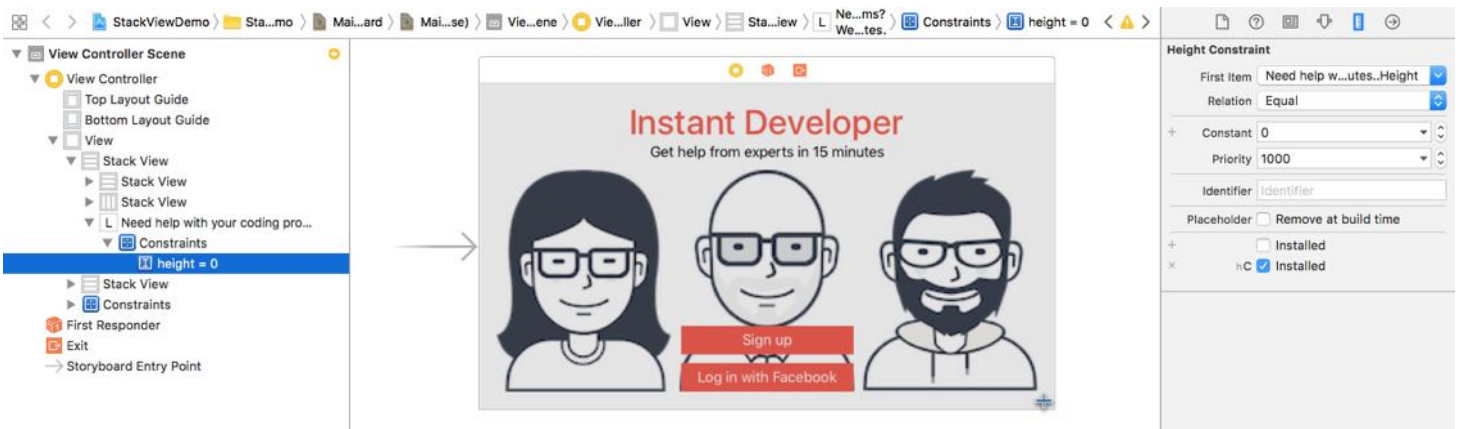 StackViewDemo Sta...mo Mai...ard Mai...se) Vie...ene Vie...ller View Sta...iew L Ne...ms? We...tes. Constraints height = 0
View Controller Scene
View Controller
Top Layout Guide
Bottom Layout Guide
View
Stack View
Stack View
Stack View
L Need help with your coding pro...
Constraints
height = 0
Stack View
Constraints
First Responder
Exit
Storyboard Entry Point
Instant Developer
Get help from experts in 15 minutes
Sign up
Log in with Facebook
Height Constraint
First Item Need help w...utes..Height
Relation Equal
+ Constant 0
Priority 1000
Identifier Identifier
Placeholder Remove at build time
+ Installed
× hC Installed